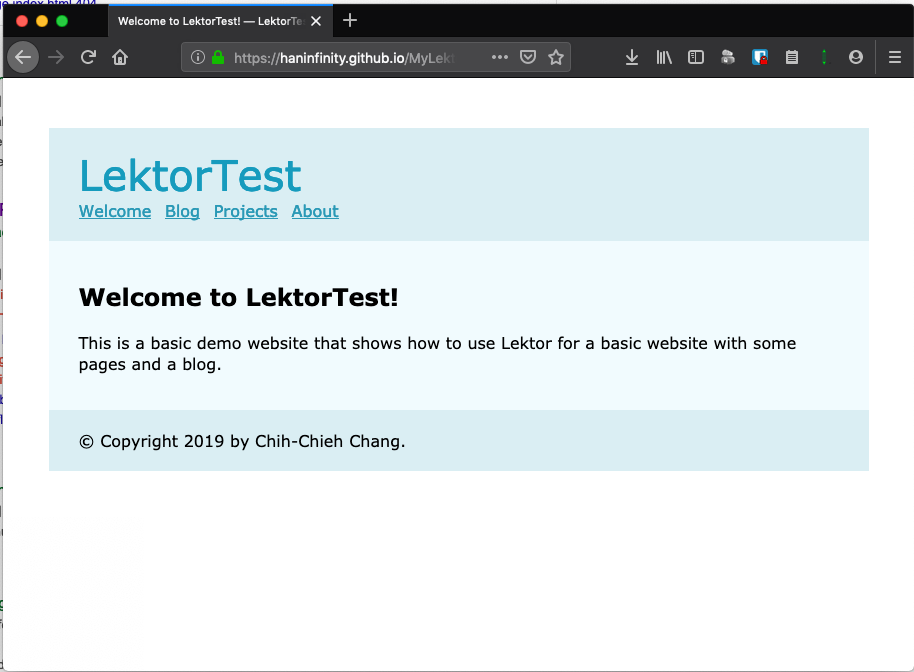 Welcome to LektorTest! — LektorTe
https://haninfinity.github.io/MyLekt
LektorTest
Welcome Blog Projects About
Welcome to LektorTest!
This is a basic demo website that shows how to use Lektor for a basic website with some
pages and a blog.
© Copyright 2019 by Chih-Chieh Chang.